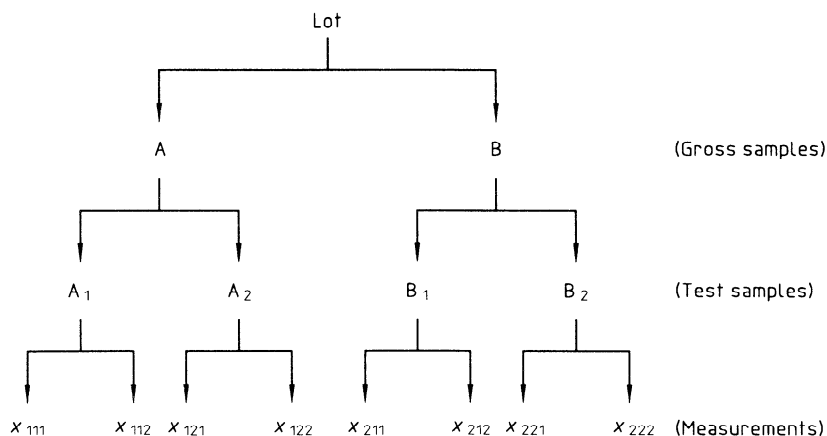 Lot
A B (Gross samples)
A 1 A 2 B 1 B 2 (Test samples)
x 111 x 112 x 121 x 122 x 211 x 212 x 221 x 222 (Measurements)